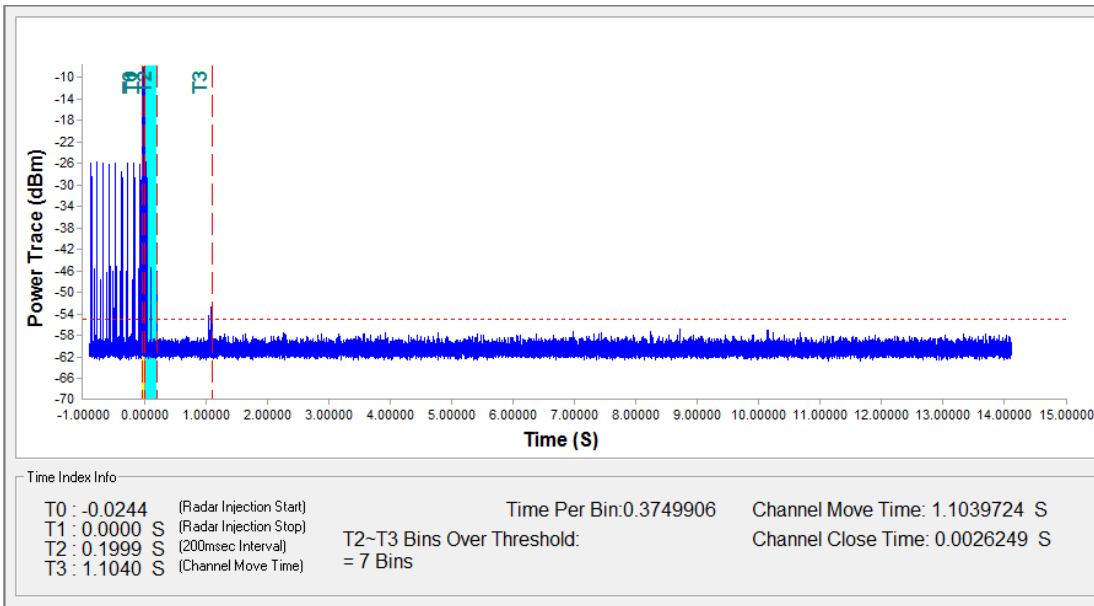 T0 T1 T2 T3
-10
-14
-18
-22
-26
-30
-34
-38
-42
-46
-50
-54
-58
-62
-66
-70
Power Trace (dBm)
-1.00000 0.00000 1.00000 2.00000 3.00000 4.00000 5.00000 6.00000 7.00000 8.00000 9.00000 10.00000 11.00000 12.00000 13.00000 14.00000 15.00000
Time (S)
Time Index Info
T0 : -0.0244 (Radar Injection Start)
T1 : 0.0000 S (Radar Injection Stop)
T2 : 0.1999 S (200msec Interval)
T3 : 1.1040 S (Channel Move Time)
Time Per Bin:0.3749906
T2~T3 Bins Over Threshold:
= 7 Bins
Channel Move Time: 1.1039724 S
Channel Close Time: 0.0026249 S